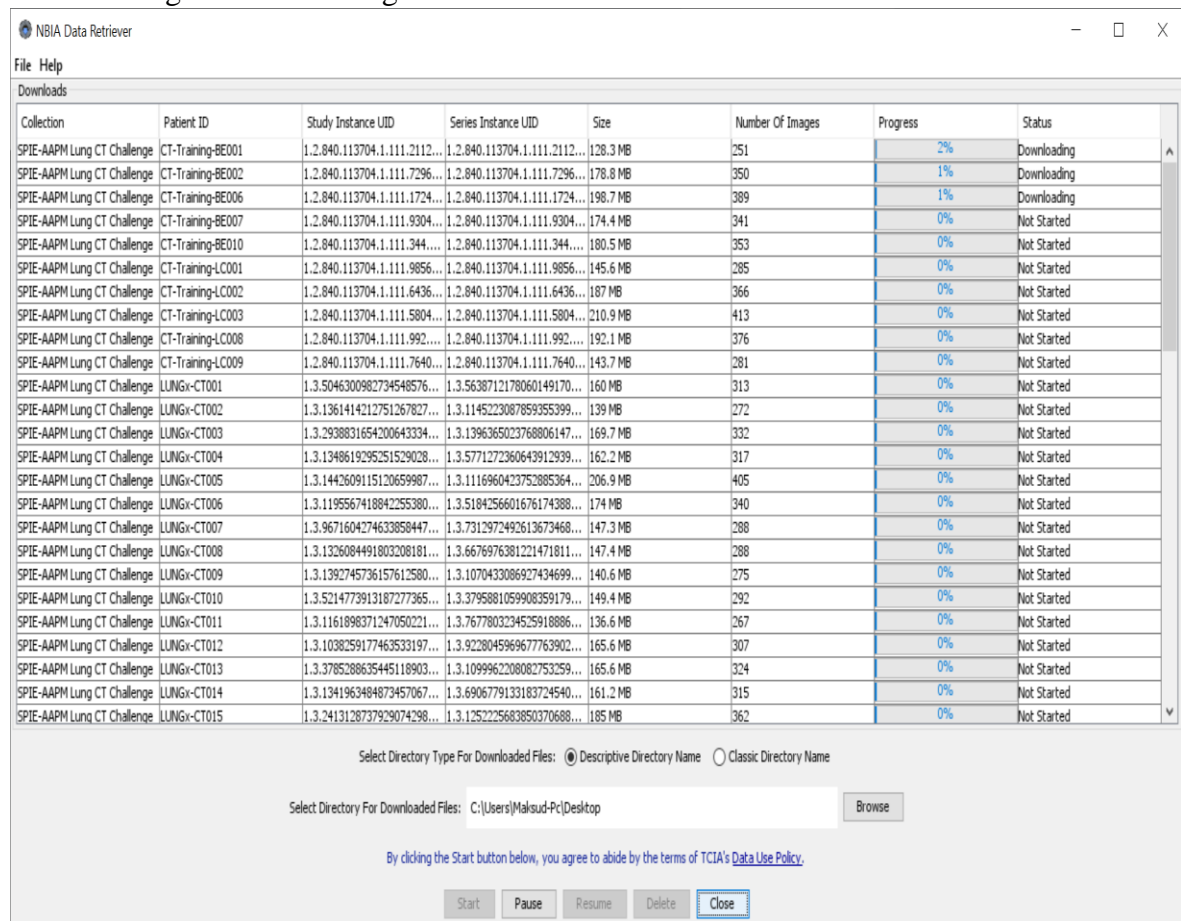 NBIA Data Retriever
File Help
Downloads
Collection Patient ID Study Instance UID Series Instance UID Size Number Of Images Progress Status
SPIE-AAPM Lung CT Challenge CT-Training-BE001 1.2.840.113704.1.111.2112... 1.2.840.113704.1.111.2112... 128.3 MB 251 2% Downloading
SPIE-AAPM Lung CT Challenge CT-Training-BE002 1.2.840.113704.1.111.7296... 1.2.840.113704.1.111.7296... 178.8 MB 350 1% Downloading
SPIE-AAPM Lung CT Challenge CT-Training-BE006 1.2.840.113704.1.111.1724... 1.2.840.113704.1.111.1724... 198.7 MB 389 1% Downloading
SPIE-AAPM Lung CT Challenge CT-Training-BE007 1.2.840.113704.1.111.9304... 1.2.840.113704.1.111.9304... 174.4 MB 341 0% Not Started
SPIE-AAPM Lung CT Challenge CT-Training-BE010 1.2.840.113704.1.111.344.... 1.2.840.113704.1.111.344.... 180.5 MB 353 0% Not Started
SPIE-AAPM Lung CT Challenge CT-Training-LC001 1.2.840.113704.1.111.9856... 1.2.840.113704.1.111.9856... 145.6 MB 285 0% Not Started
SPIE-AAPM Lung CT Challenge CT-Training-LC002 1.2.840.113704.1.111.6436... 1.2.840.113704.1.111.6436... 187 MB 366 0% Not Started
SPIE-AAPM Lung CT Challenge CT-Training-LC003 1.2.840.113704.1.111.5804... 1.2.840.113704.1.111.5804... 210.9 MB 413 0% Not Started
SPIE-AAPM Lung CT Challenge CT-Training-LC008 1.2.840.113704.1.111.992.... 1.2.840.113704.1.111.992.... 192.1 MB 376 0% Not Started
SPIE-AAPM Lung CT Challenge CT-Training-LC009 1.2.840.113704.1.111.7640... 1.2.840.113704.1.111.7640... 143.7 MB 281 0% Not Started
SPIE-AAPM Lung CT Challenge LUNGx-CT001 1.3.5046300982734548576... 1.3.5638712178060149170... 160 MB 313 0% Not Started
SPIE-AAPM Lung CT Challenge LUNGx-CT002 1.3.1361414212751267827... 1.3.1145223087859355399... 139 MB 272 0% Not Started
SPIE-AAPM Lung CT Challenge LUNGx-CT003 1.3.2938831654200643334... 1.3.1396365023768806147... 169.7 MB 332 0% Not Started
SPIE-AAPM Lung CT Challenge LUNGx-CT004 1.3.1348619295251529028... 1.3.5771272360643912939... 162.2 MB 317 0% Not Started
SPIE-AAPM Lung CT Challenge LUNGx-CT005 1.3.1442609115120659987... 1.3.1116960423752885364... 206.9 MB 405 0% Not Started
SPIE-AAPM Lung CT Challenge LUNGx-CT006 1.3.1195567418842255380... 1.3.5184256601676174388... 174 MB 340 0% Not Started
SPIE-AAPM Lung CT Challenge LUNGx-CT007 1.3.9671604274633858447... 1.3.7312972492613673468... 147.3 MB 288 0% Not Started
SPIE-AAPM Lung CT Challenge LUNGx-CT008 1.3.1326084491803208181... 1.3.6676976381221471811... 147.4 MB 288 0% Not Started
SPIE-AAPM Lung CT Challenge LUNGx-CT009 1.3.1392745736157612580... 1.3.1070433086927434699... 140.6 MB 275 0% Not Started
SPIE-AAPM Lung CT Challenge LUNGx-CT010 1.3.5214773913187277365... 1.3.3795881059908359179... 149.4 MB 292 0% Not Started
SPIE-AAPM Lung CT Challenge LUNGx-CT011 1.3.1161898371247050221... 1.3.7677803234525918886... 136.6 MB 267 0% Not Started
SPIE-AAPM Lung CT Challenge LUNGx-CT012 1.3.1038259177463533197... 1.3.9228045969677763902... 165.6 MB 307 0% Not Started
SPIE-AAPM Lung CT Challenge LUNGx-CT013 1.3.3785288635445118903... 1.3.1099962208082753259... 165.6 MB 324 0% Not Started
SPIE-AAPM Lung CT Challenge LUNGx-CT014 1.3.1341963484873457067... 1.3.6906779133183724540... 161.2 MB 315 0% Not Started
SPIE-AAPM Lung CT Challenge LUNGx-CT015 1.3.2413128737929074298... 1.3.1252225683850370688... 185 MB 362 0% Not Started
Select Directory Type For Downloaded Files: Descriptive Directory Name Classic Directory Name
Select Directory For Downloaded Files: C:\Users\Maksud-Pc\Desktop Browse
By clicking the Start button below, you agree to abide by the terms of TCIA's Data Use Policy.
Start Pause Resume Delete Close